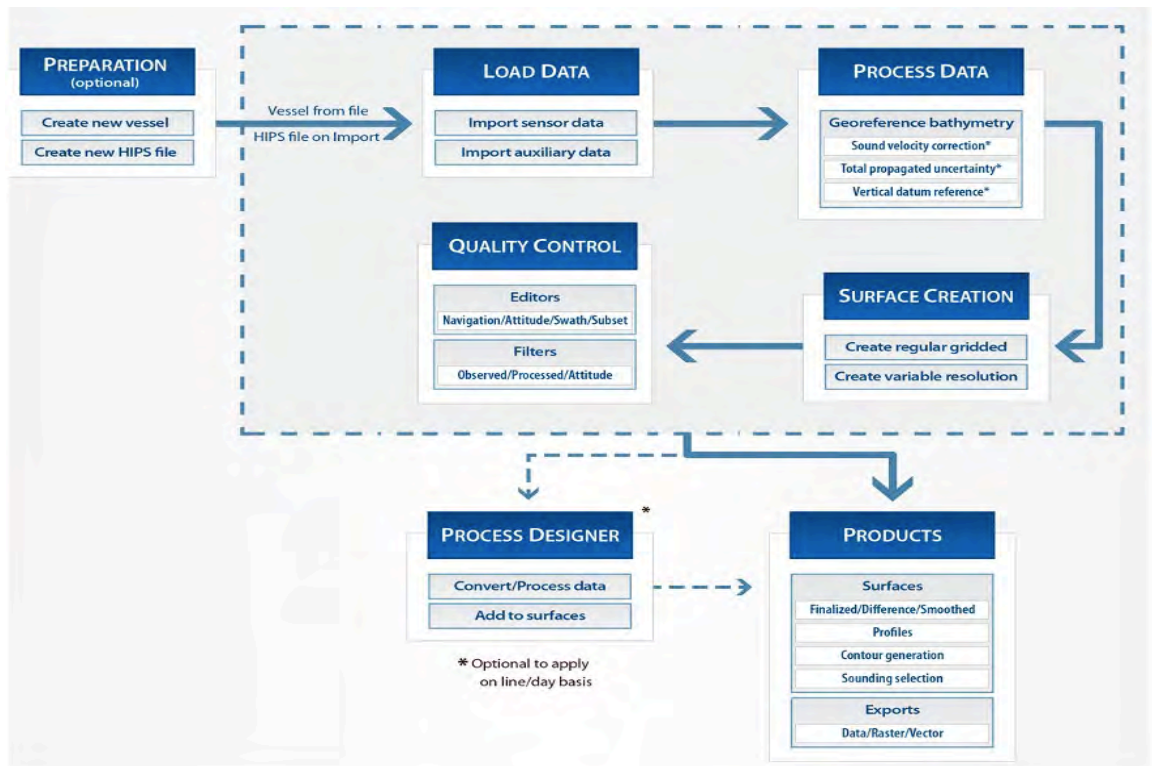 PREPARATION
(optional)
Create new vessel
Create new HIPS file
Vessel from file
HIPS file on Import
LOAD DATA
Import sensor data
Import auxiliary data
PROCESS DATA
Georeference bathymetry
Sound velocity correction*
Total propagated uncertainty*
Vertical datum reference*
SURFACE CREATION
Create regular gridded
Create variable resolution
QUALITY CONTROL
Editors
Navigation/Attitude/Swath/Subset
Filters
Observed/Processed/Attitude
PROCESS DESIGNER
*
Convert/Process data
Add to surfaces
* Optional to apply
on line/day basis
PRODUCTS
Surfaces
Finalized/Difference/Smoothed
Profiles
Contour generation
Sounding selection
Exports
Data/Raster/Vector